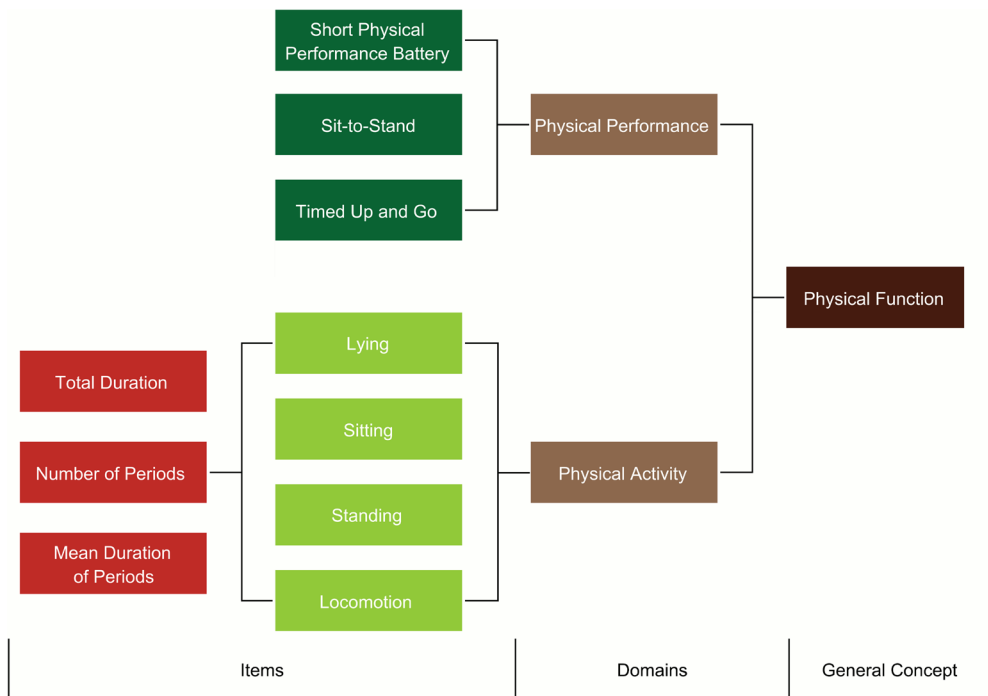 Short Physical
Performance Battery
Sit-to-Stand
Physical Performance
Timed Up and Go
Physical Function
Lying
Total Duration
Sitting
Number of Periods
Physical Activity
Standing
Mean Duration
of Periods
Locomotion
Items
Domains
General Concept